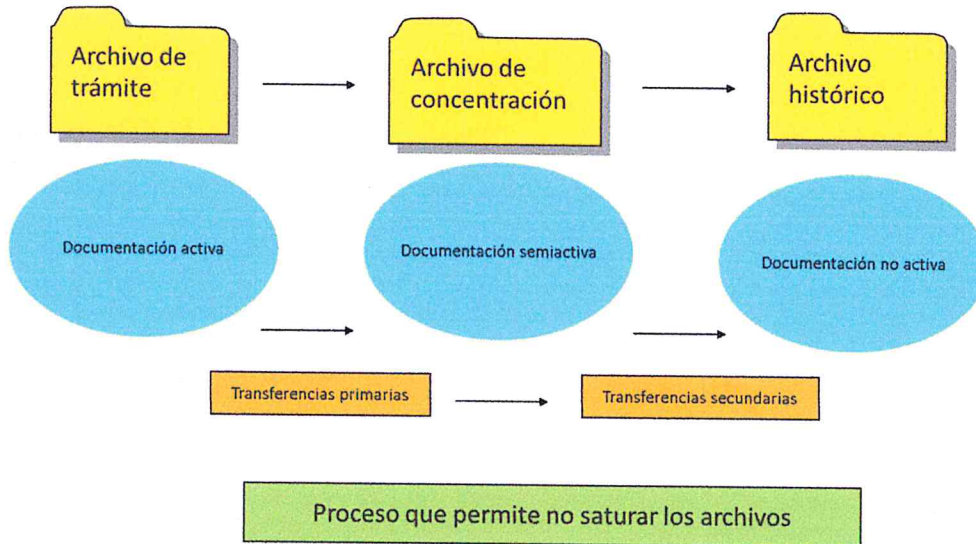 Archivo de
trámite
Archivo de
concentración
Archivo
histórico
Documentación activa
Documentación semiactiva
Documentación no activa
Transferencias primarias
Transferencias secundarias
Proceso que permite no saturar los archivos